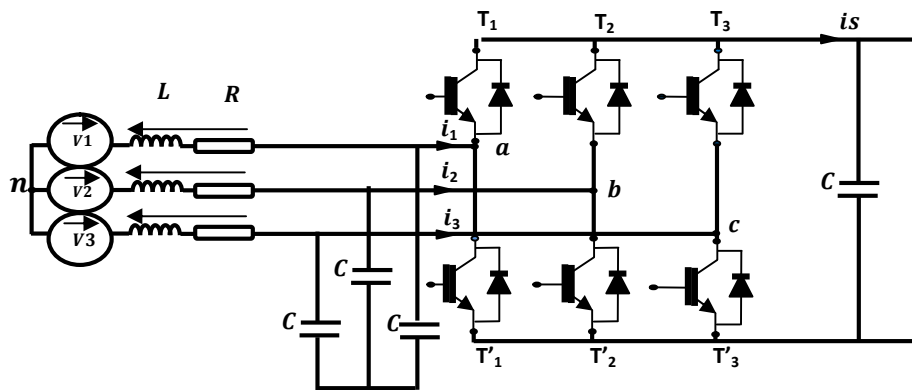 T₁ T₂ T₃ is
L R
V1 i₁ a
n V2 i₂ b C
V3 i₃ c
C C C
T'₁ T'₂ T'₃